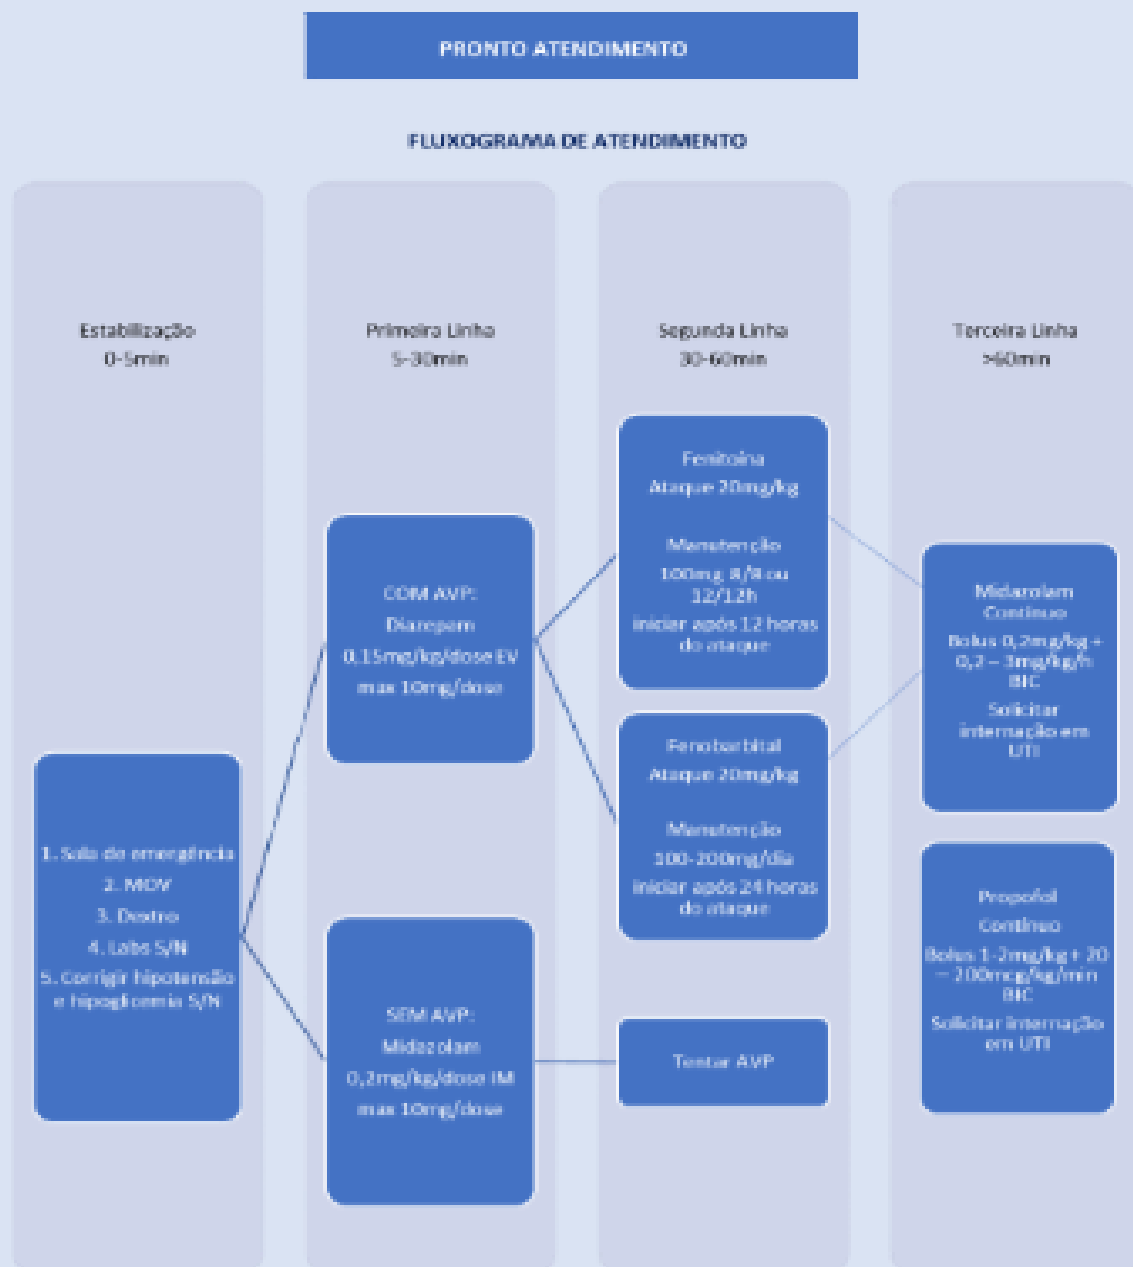 PRONTO ATENDIMENTO
FLUXOGRAMA DE ATENDIMENTO
Estabilização
0-5min
1. Sala de emergência
2. MOV
3. Dextro
4. Labs S/N
5. Corrigir hipotensão
e hipoglicemia S/N
Primeira Linha
5-30min
COM AVP:
Diazepam
0,15mg/kg/dose EV
max 10mg/dose
SEM AVP:
Midazolam
0,2mg/kg/dose IM
max 10mg/dose
Segunda Linha
30-60min
Fenitoína
Ataque 20mg/kg
Manutenção
100mg 8/8 ou
12/12h
iniciar após 12 horas
do ataque
Fenobarbital
Ataque 20mg/kg
Manutenção
100-200mg/dia
iniciar após 24 horas
do ataque
Tentar AVP
Terceira Linha
>60min
Midazolam
Contínuo
Bolus 0,2mg/kg +
0,2 – 3mg/kg/h
BIC
Solicitar
internação em
UTI
Propofol
Contínuo
Bolus 1-2mg/kg + 20
– 200mcg/kg/min
BIC
Solicitar internação
em UTI